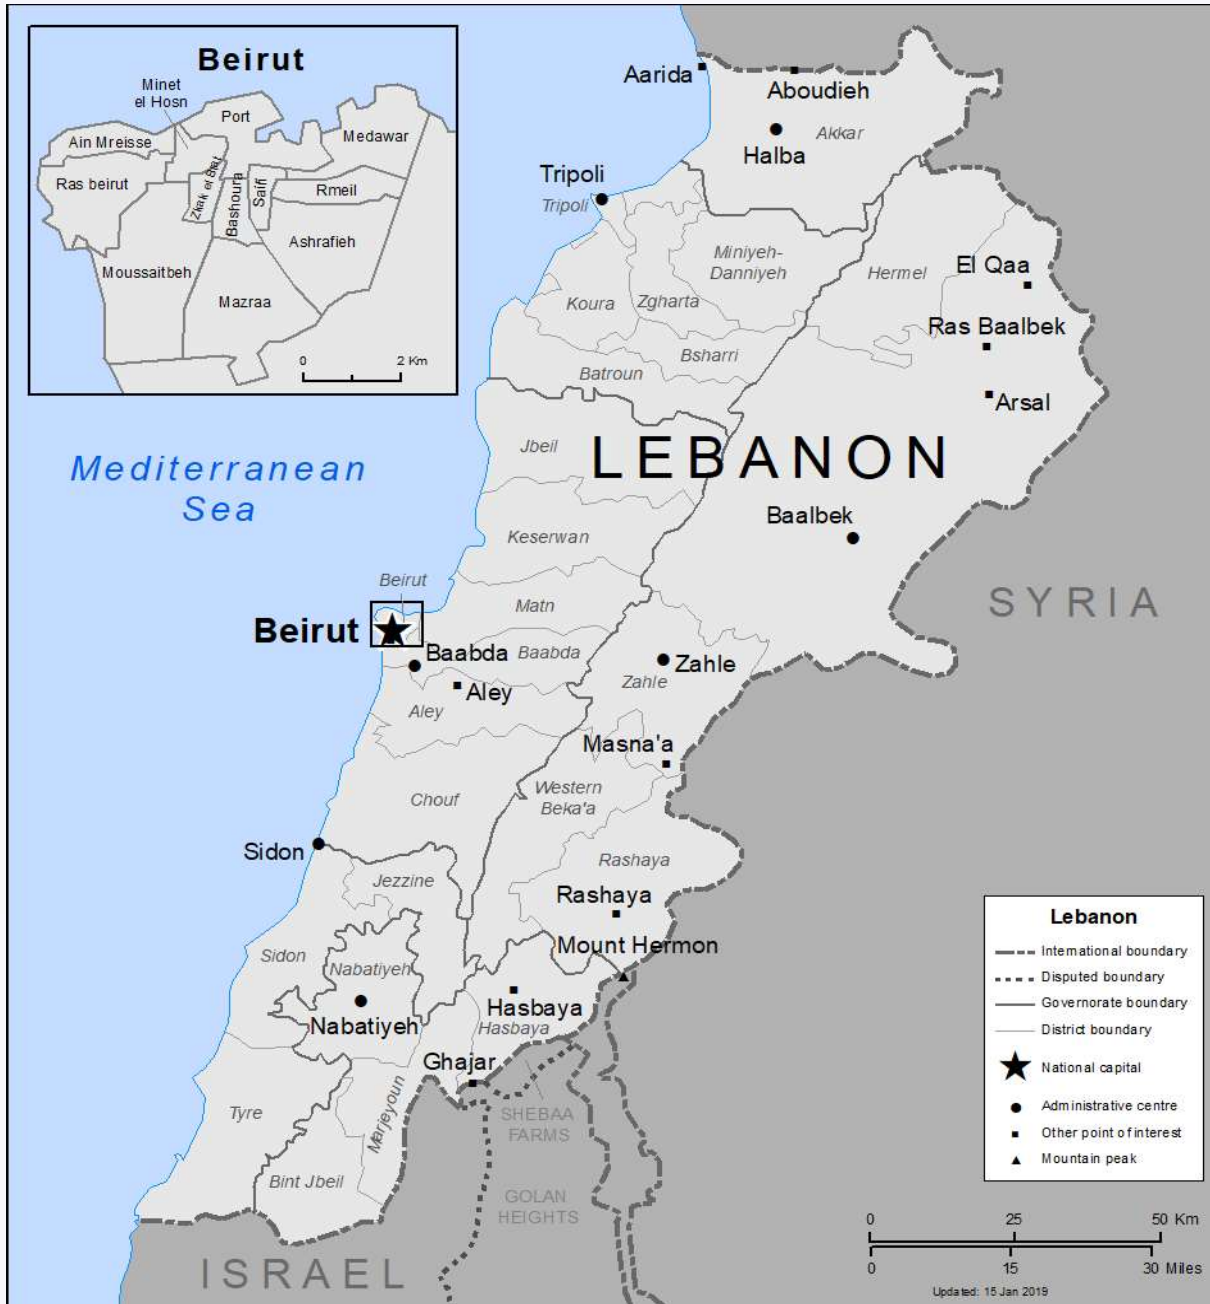 Beirut
Minet
el Hosn
Port
Ain Mreisse
Medawar
Ras beirut
Zkak el Blat
Bashoura
Saiffi
Rmeil
Ashrafieh
Moussaitbeh
Mazraa
0
2 Km
Aarida
Aboudieh
Akkar
Halba
Tripoli
Tripoli
Miniyeh-
Danniyeh
Hermel
El Qaa
Koura
Zgharta
Ras Baalbek
Bsharri
Batroun
Arsal
Jbeil
LEBANON
Mediterranean
Sea
Baalbek
Keserwan
Beirut
Matn
SYRIA
Beirut
Baabda
Baabda
Zahle
Zahle
Aley
Aley
Masna'a
Western
Beka'a
Chouf
Sidon
Rashaya
Jezzine
Rashaya
Mount Hermon
Sidon
Nabatiyeh
Hasbaya
Nabatiyeh
Hasbaya
Ghajar
SHEBAA
FARMS
Tyre
Marjeyoun
Bint Jbeil
GOLAN
HEIGHTS
ISRAEL
Lebanon
International boundary
Disputed boundary
Governorate boundary
District boundary
National capital
Administrative centre
Other point of interest
Mountain peak
0 25 50 Km
0 15 30 Miles
Updated: 15 Jan 2019